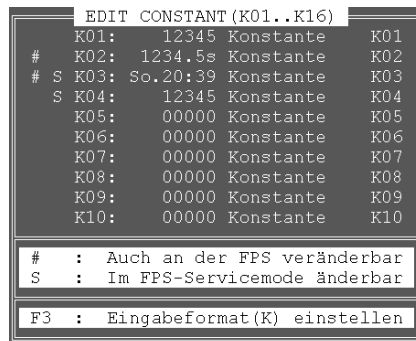 EDIT CONSTANT(K01..K16)
K01: 12345 Konstante K01
# K02: 1234.5s Konstante K02
# S K03: So.20:39 Konstante K03
S K04: 12345 Konstante K04
K05: 00000 Konstante K05
K06: 00000 Konstante K06
K07: 00000 Konstante K07
K08: 00000 Konstante K08
K09: 00000 Konstante K09
K10: 00000 Konstante K10
# : Auch an der FPS veränderbar
S : Im FPS-Servicemode änderbar
F3 : Eingabeformat(K) einstellen